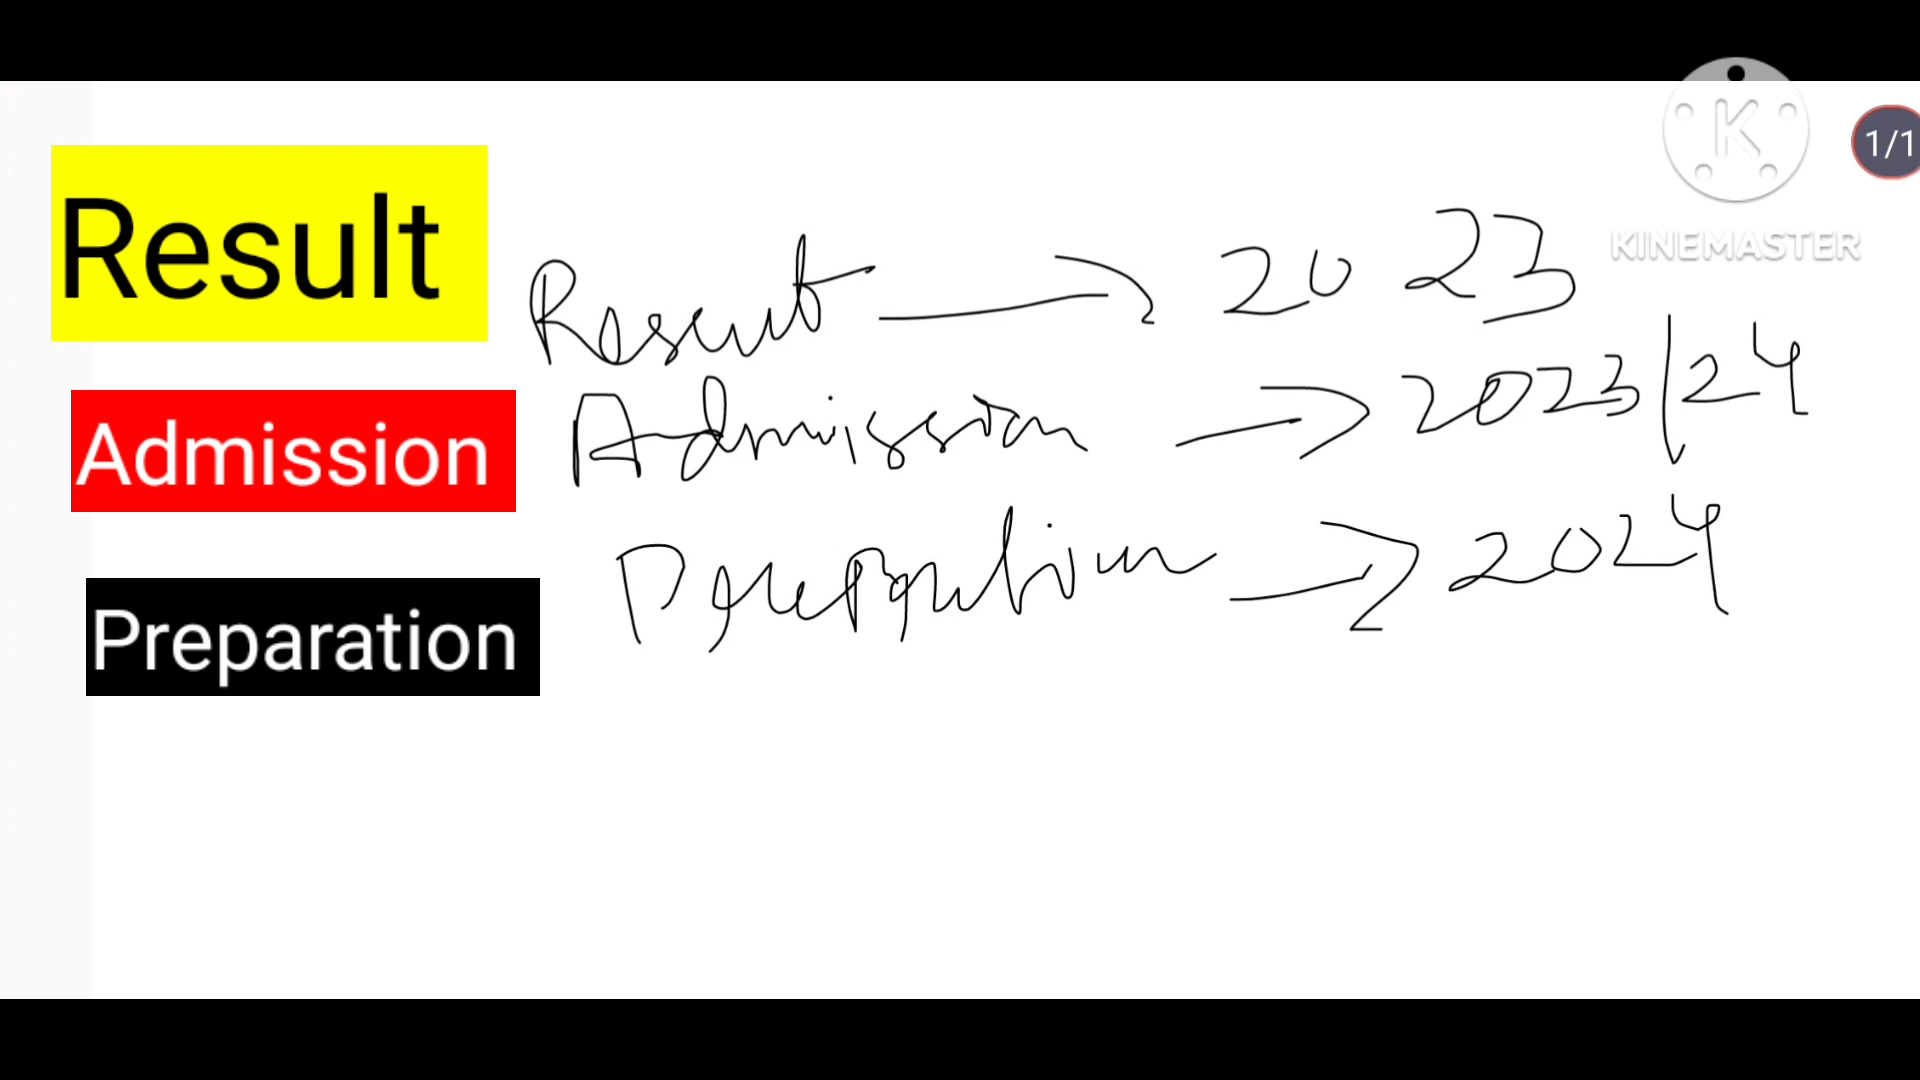 KINEMASTER
1/1
Result
Result → 2023
Admission
Admission → 2023/24
Preparation
Preparation → 2024